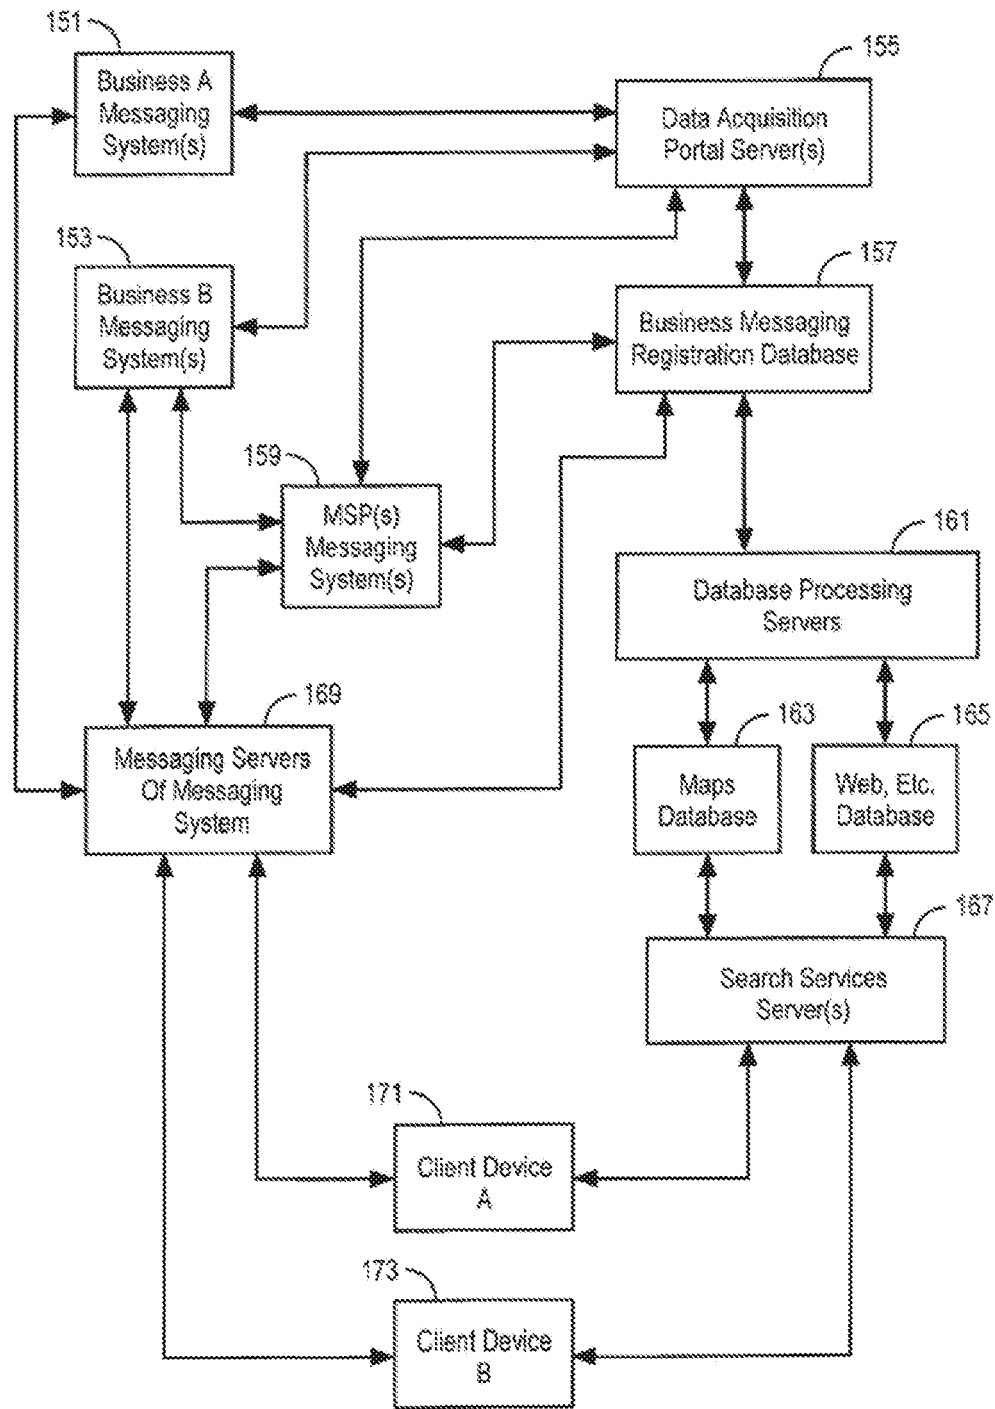 151
Business A
Messaging
System(s)
155
Data Acquisition
Portal Server(s)
153
Business B
Messaging
System(s)
157
Business Messaging
Registration Database
159
MSP(s)
Messaging
System(s)
161
Database Processing
Servers
169
Messaging Servers
Of Messaging
System
163
Maps
Database
165
Web, Etc.
Database
167
Search Services
Server(s)
171
Client Device
A
173
Client Device
B